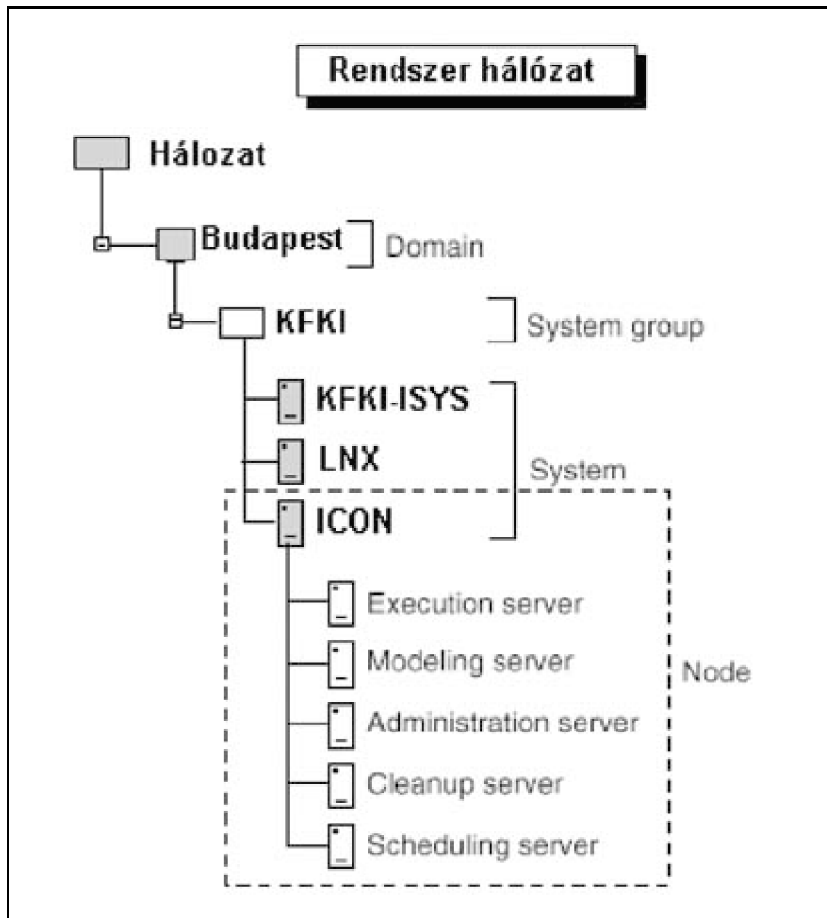 Rendszer hálózat
Hálozat
Budapest
Domain
KFKI
System group
KFKI-ISYS
LNX
System
ICON
Execution server
Modeling server
Node
Administration server
Cleanup server
Scheduling server